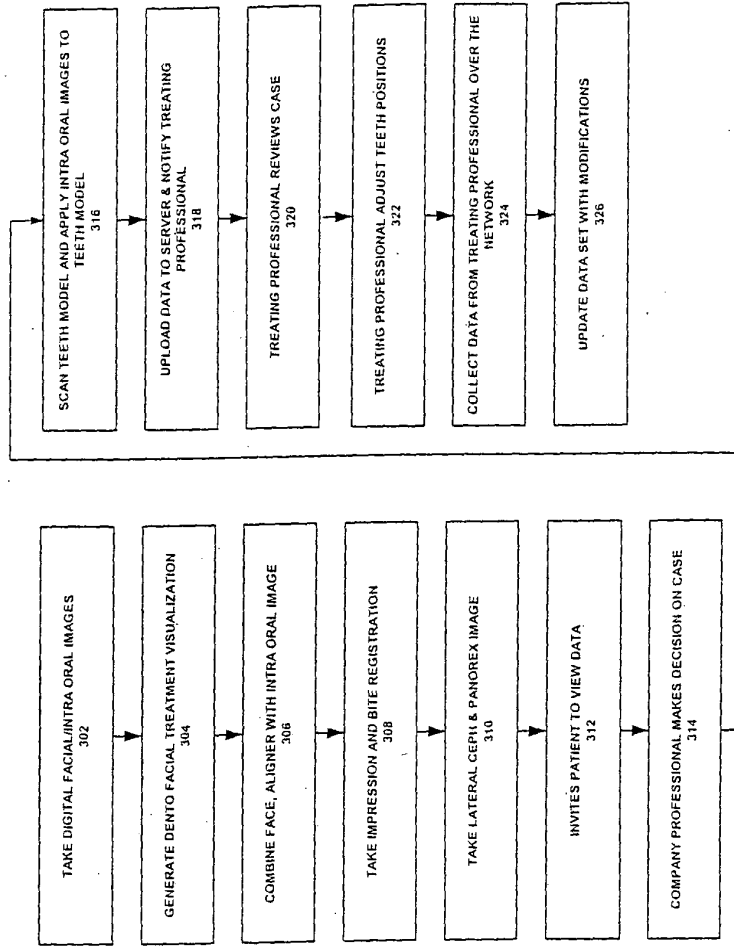 TAKE DIGITAL FACIAL/INTRA ORAL IMAGES
302
GENERATE DENTO FACIAL TREATMENT VISUALIZATION
304
COMBINE FACE, ALIGNER WITH INTRA ORAL IMAGE
306
TAKE IMPRESSION AND BITE REGISTRATION
308
TAKE LATERAL CEPH & PANOREX IMAGE
310
INVITES PATIENT TO VIEW DATA
312
COMPANY PROFESSIONAL MAKES DECISION ON CASE
314
SCAN TEETH MODEL AND APPLY INTRA ORAL IMAGES TO
TEETH MODEL
316
UPLOAD DATA TO SERVER & NOTIFY TREATING
PROFESSIONAL
318
TREATING PROFESSIONAL REVIEWS CASE
320
TREATING PROFESSIONAL ADJUST TEETH POSITIONS
322
COLLECT DATA FROM TREATING PROFESSIONAL OVER THE
NETWORK
324
UPDATE DATA SET WITH MODIFICATIONS
326